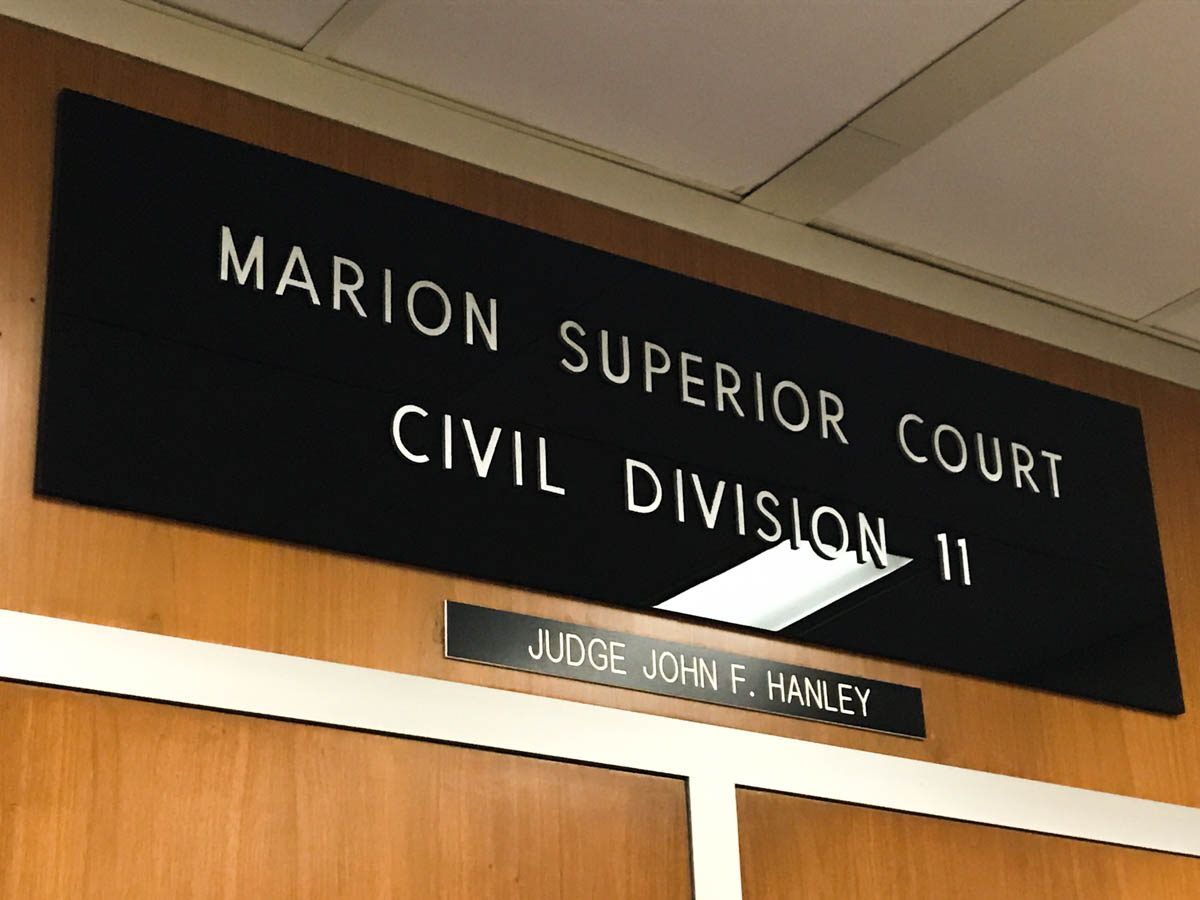 MARION SUPERIOR COURT
CIVIL DIVISION 11
JUDGE JOHN F. HANLEY